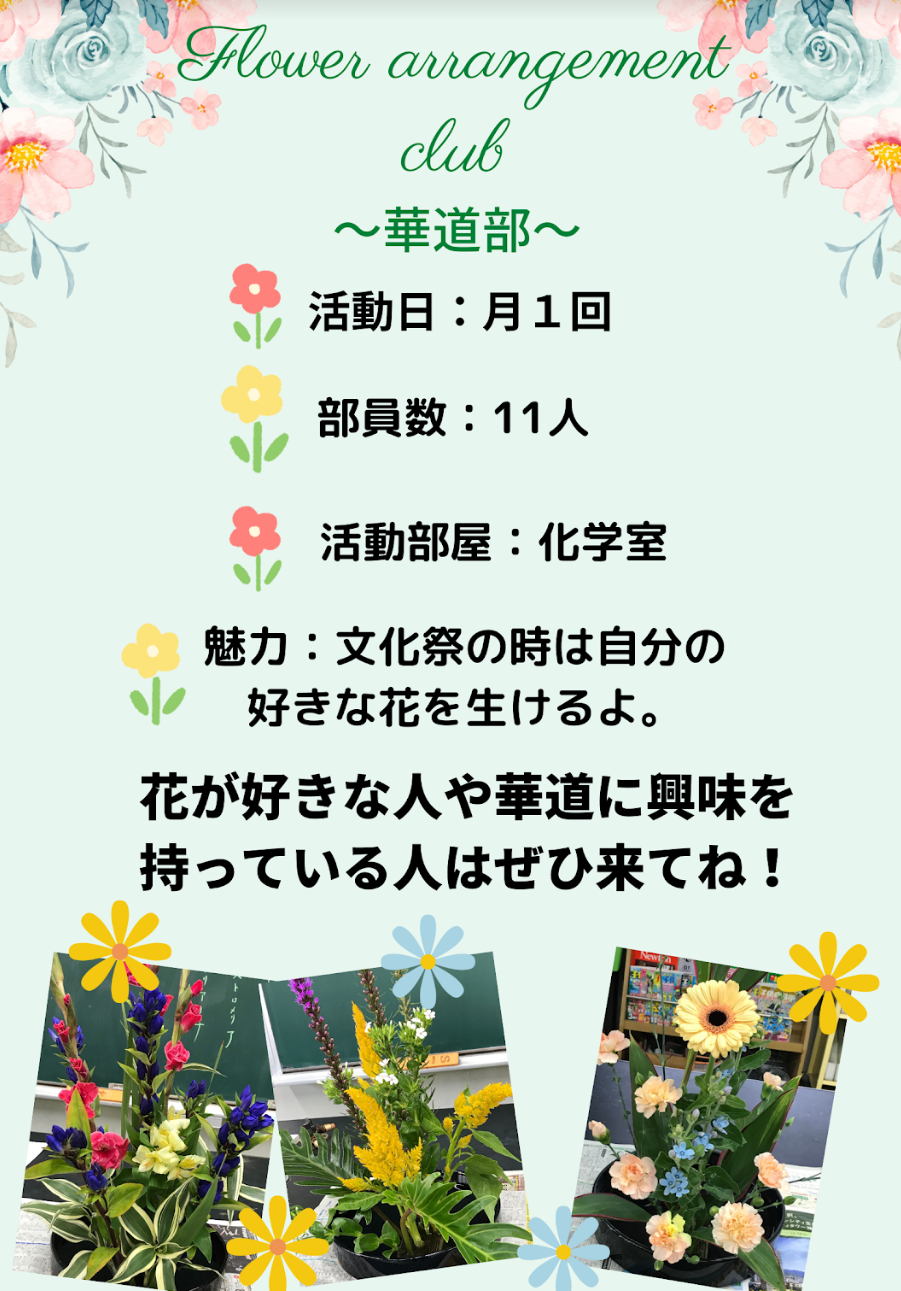 Flower arrangement
club
～華道部～
活動日：月１回
部員数：11人
活動部屋：化学室
魅力：文化祭の時は自分の
好きな花を生けるよ。
花が好きな人や華道に興味を
持っている人はぜひ来てね！
Newton